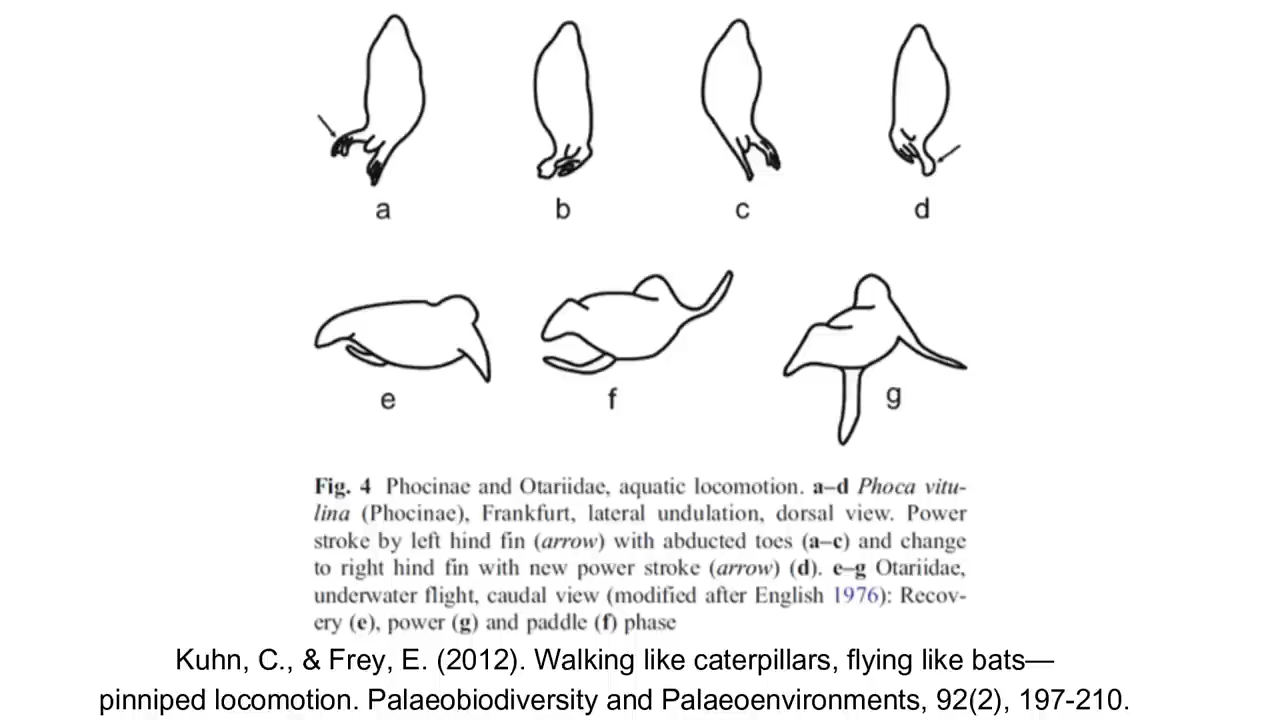 a b c d
e f g
Fig. 4 Phocinae and Otariidae, aquatic locomotion. a–d Phoca vitu-
lina (Phocinae), Frankfurt, lateral undulation, dorsal view. Power
stroke by left hind fin (arrow) with abducted toes (a–c) and change
to right hind fin with new power stroke (arrow) (d). e–g Otariidae,
underwater flight, caudal view (modified after English 1976): Recov-
ery (e), power (g) and paddle (f) phase
Kuhn, C., & Frey, E. (2012). Walking like caterpillars, flying like bats—
pinniped locomotion. Palaeobiodiversity and Palaeoenvironments, 92(2), 197-210.